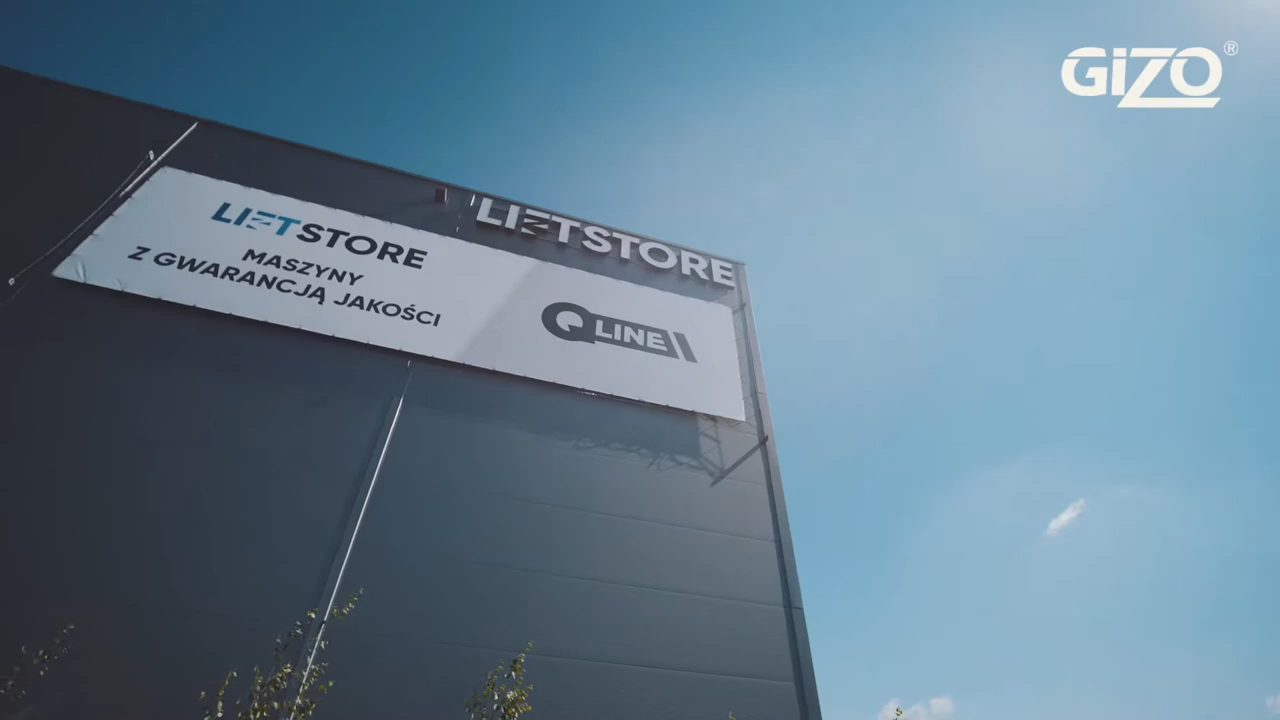 GIZO®
LIFTSTORE
LIFTSTORE
MASZYNY
Z GWARANCJĄ JAKOŚCI
Q LINE